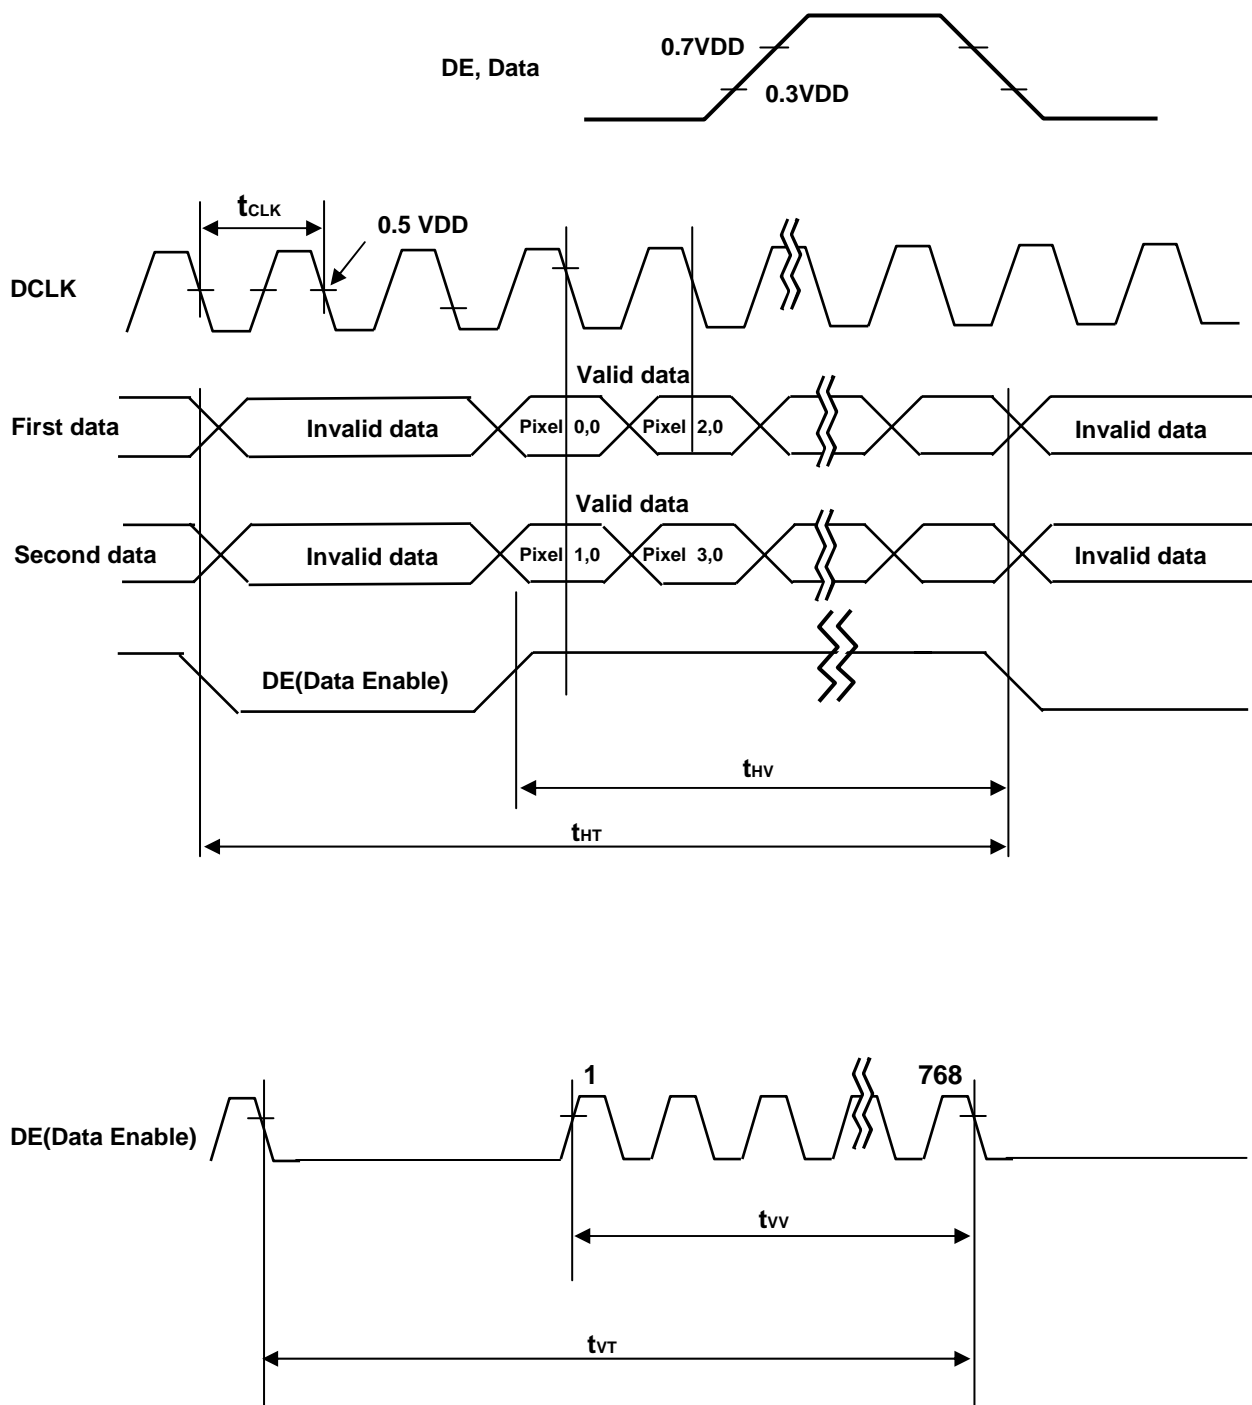 0.7VDD
DE, Data
0.3VDD
tCLK
0.5 VDD
DCLK
Valid data
First data
Invalid data
Pixel 0,0
Pixel 2,0
Invalid data
Valid data
Second data
Invalid data
Pixel 1,0
Pixel 3,0
Invalid data
DE(Data Enable)
tHV
tHT
1
768
DE(Data Enable)
tVV
tVT